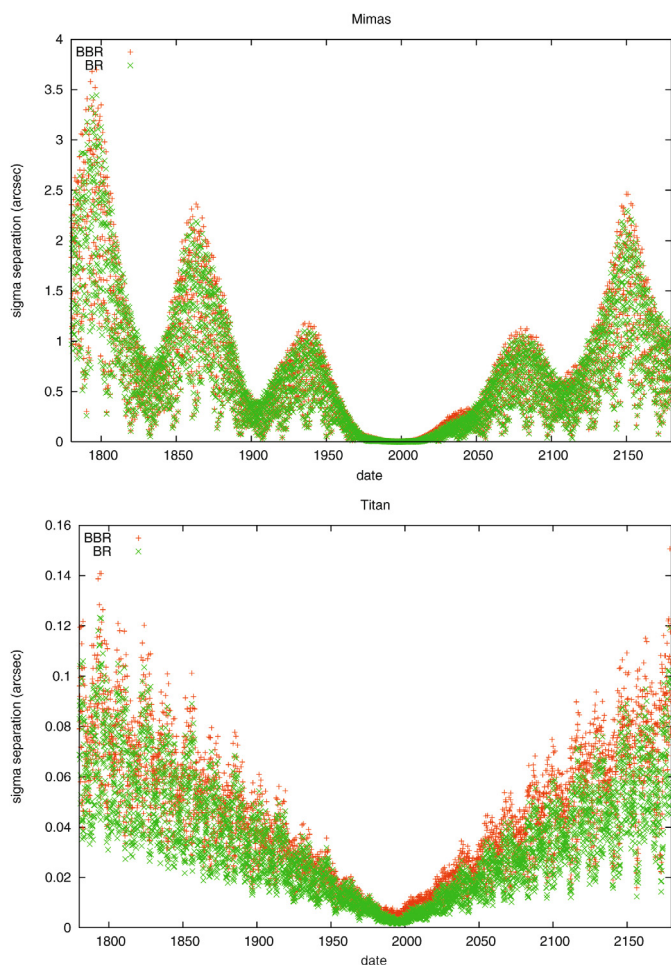 Mimas
4
3.5
3
2.5
2
1.5
1
0.5
0
BBR
BR
sigma separation (arcsec)
1800 1850 1900 1950 2000 2050 2100 2150
date
Titan
0.16
0.14
0.12
0.1
0.08
0.06
0.04
0.02
0
BBR
BR
sigma separation (arcsec)
1800 1850 1900 1950 2000 2050 2100 2150
date